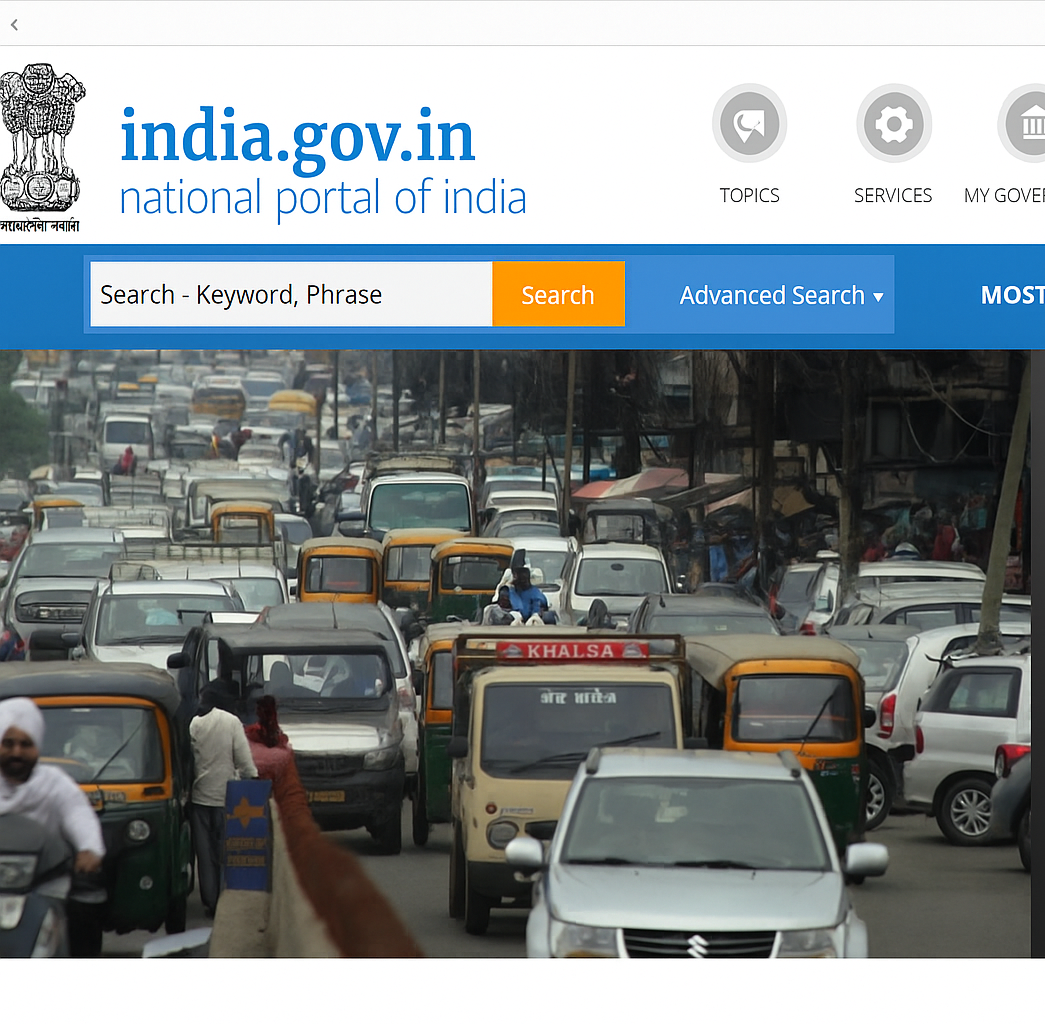 india.gov.in
national portal of india
TOPICS
SERVICES
MY GOVER
Search - Keyword, Phrase
Search
Advanced Search
MOST
KHALSA